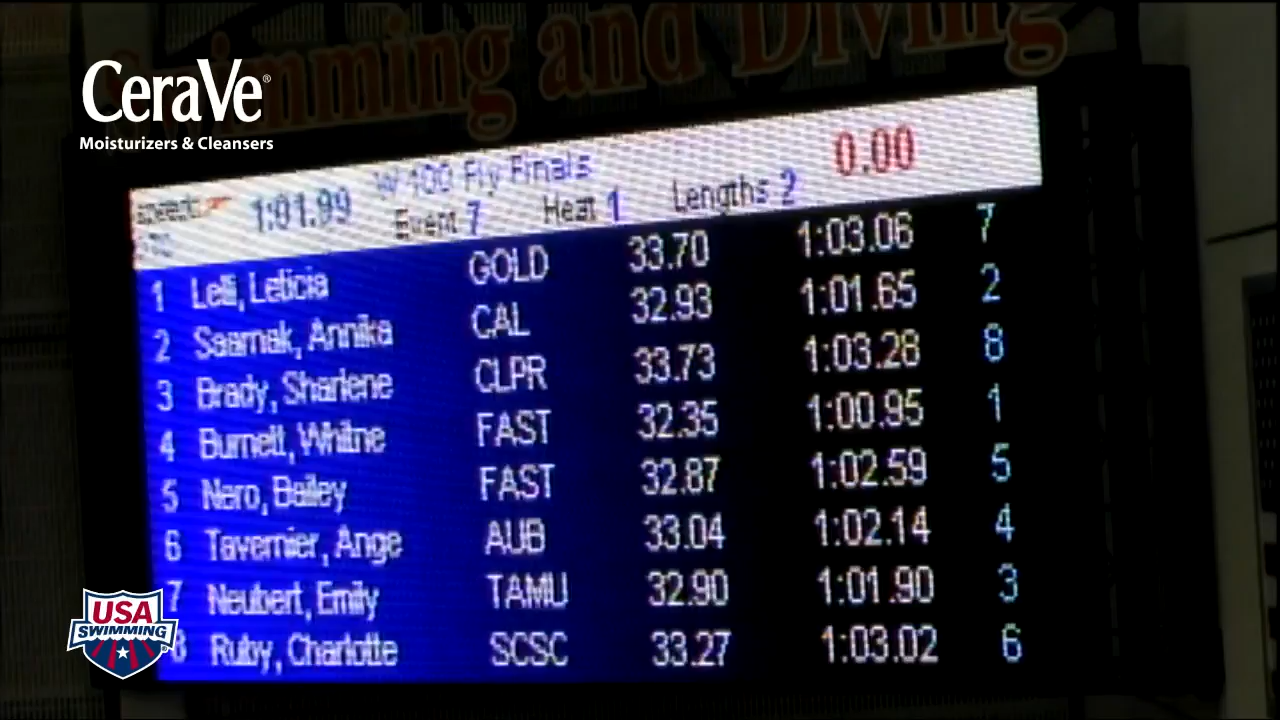 Swimming and Diving
CeraVe®
Moisturizers & Cleansers
1:01.99 W 100 Fly Finals 0.00
Event 7 Heat 1 Lengths 2
1 Lelli, Leticia GOLD 33.70 1:03.06 7
2 Saarnak, Annika CAL 32.93 1:01.65 2
3 Brady, Sharlene CLPR 33.73 1:03.28 8
4 Burnett, Whitne FAST 32.35 1:00.95 1
5 Nero, Bailey FAST 32.87 1:02.59 5
6 Tavernier, Ange AUB 33.04 1:02.14 4
7 Neubert, Emily TAMU 32.90 1:01.90 3
8 Ruby, Charlotte SCSC 33.27 1:03.02 6
USA
SWIMMING®